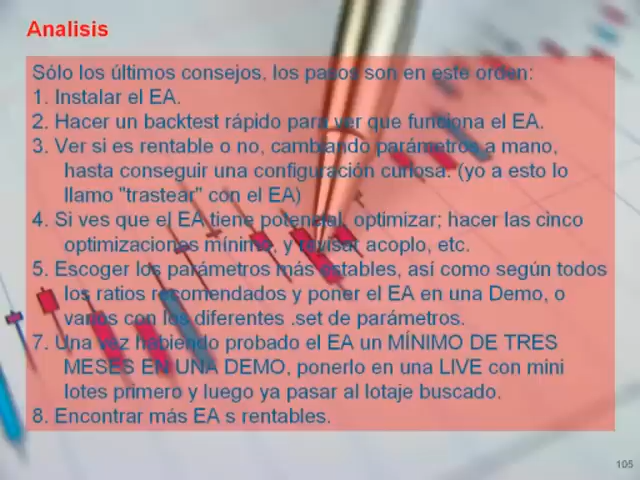 Analisis
Sólo los últimos consejos, los pasos son en este orden:
1. Instalar el EA.
2. Hacer un backtest rápido para ver que funciona el EA.
3. Ver si es rentable o no, cambiando parámetros a mano,
hasta conseguir una configuración curiosa. (yo a esto lo
llamo "trastear" con el EA)
4. Si ves que el EA tiene potencial, optimizar; hacer las cinco
optimizaciones mínimo, y revisar acoplo, etc.
5. Escoger los parámetros más estables, así como según todos
los ratios recomendados y poner el EA en una Demo, o
varios con los diferentes .set de parámetros.
7. Una vez habiendo probado el EA un MÍNIMO DE TRES
MESES EN UNA DEMO, ponerlo en una LIVE con mini
lotes primero y luego ya pasar al lotaje buscado.
8. Encontrar más EA s rentables.
105